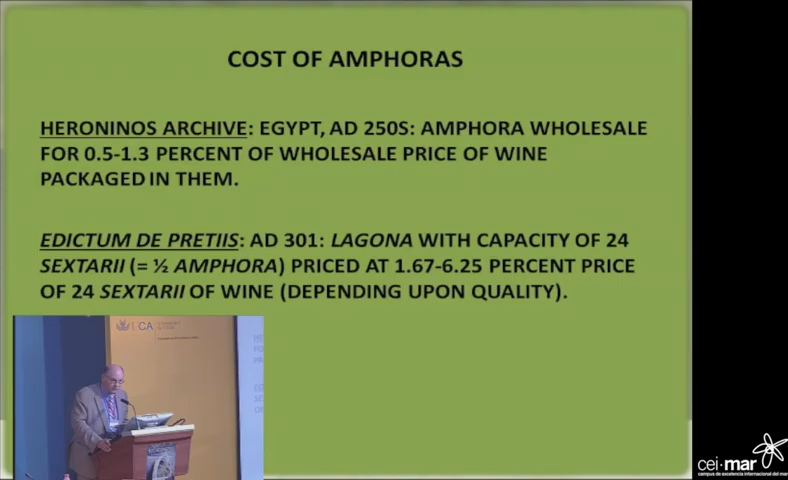 COST OF AMPHORAS
HERONINOS ARCHIVE: EGYPT, AD 250S: AMPHORA WHOLESALE
FOR 0.5-1.3 PERCENT OF WHOLESALE PRICE OF WINE
PACKAGED IN THEM.
EDICTUM DE PRETIIS: AD 301: LAGONA WITH CAPACITY OF 24
SEXTARII (= ½ AMPHORA) PRICED AT 1.67-6.25 PERCENT PRICE
OF 24 SEXTARII OF WINE (DEPENDING UPON QUALITY).
UCA
cei·mar
campus de excelencia internacional del mar